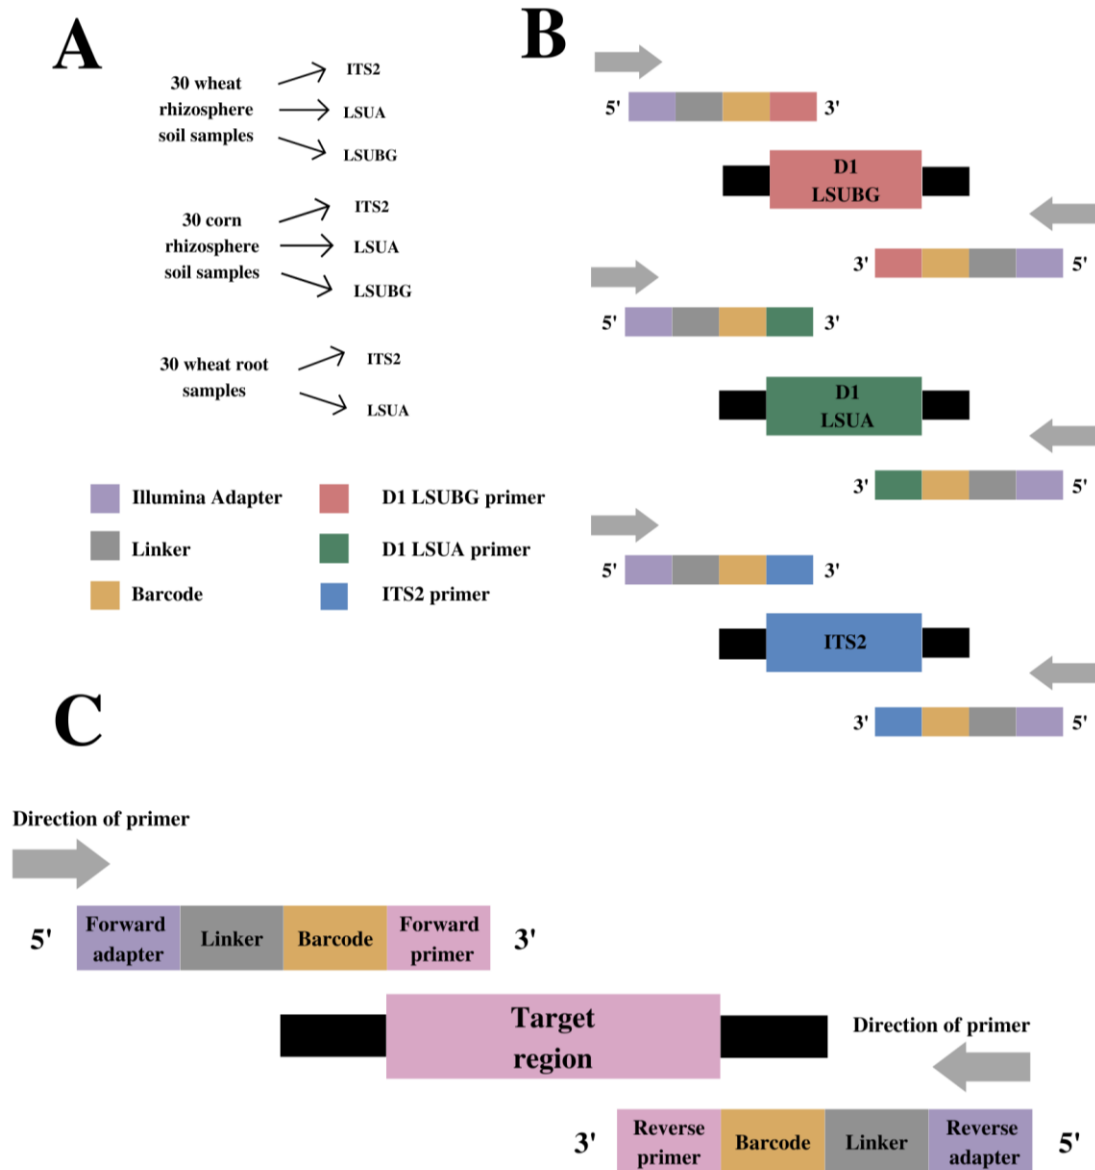 A
30 wheat
rhizosphere
soil samples
ITS2
LSUA
LSUBG
30 corn
rhizosphere
soil samples
ITS2
LSUA
LSUBG
30 wheat root
samples
ITS2
LSUA
Illumina Adapter
Linker
Barcode
D1 LSUBG primer
D1 LSUA primer
ITS2 primer
B
5' 3'
D1
LSUBG
3' 5'
5' 3'
D1
LSUA
3' 5'
5' 3'
ITS2
3' 5'
C
Direction of primer
5' Forward adapter Linker Barcode Forward primer 3'
Target
region
Direction of primer
3' Reverse primer Barcode Linker Reverse adapter 5'